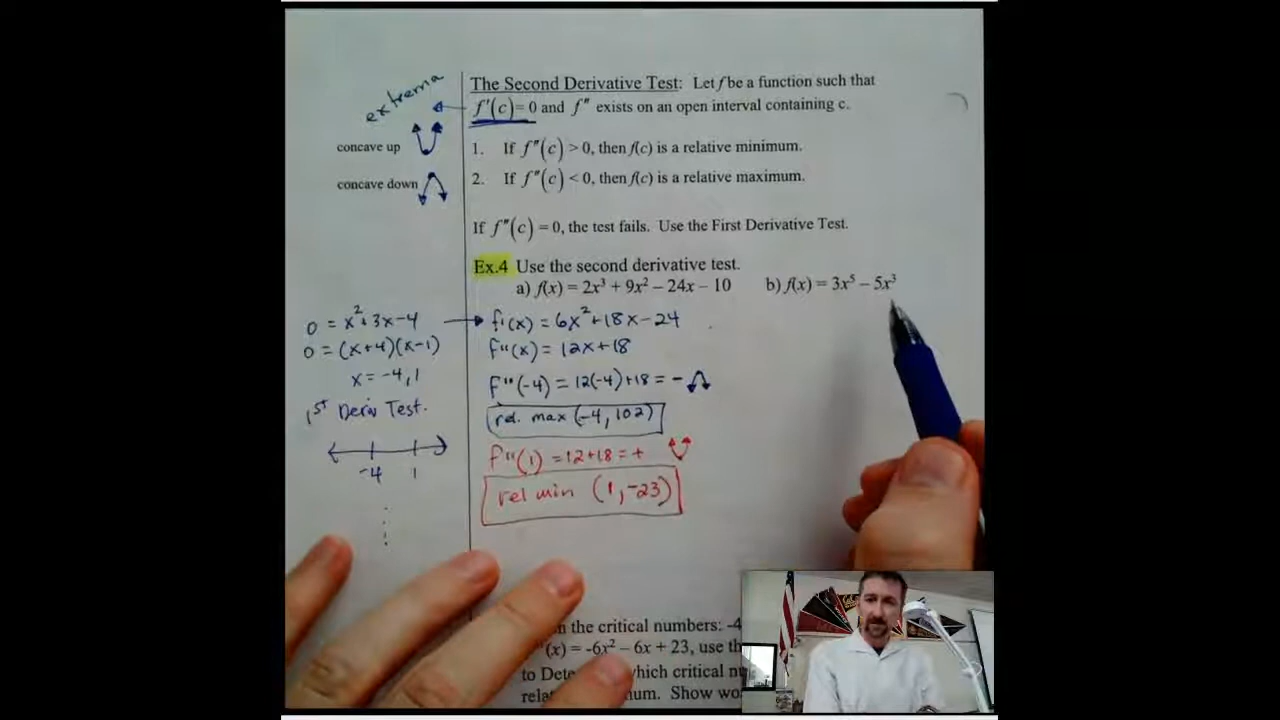 extrema
The Second Derivative Test: Let f be a function such that
f'(c)= 0 and f" exists on an open interval containing c.
concave up
1. If f"(c) > 0, then f(c) is a relative minimum.
concave down
2. If f"(c) < 0, then f(c) is a relative maximum.
If f"(c) = 0, the test fails. Use the First Derivative Test.
Ex.4 Use the second derivative test.
a) f(x) = 2x³ + 9x² – 24x – 10
b) f(x) = 3x⁵ – 5x³
0 = x²+3x-4
0 = (x+4)(x-1)
x = -4, 1
1st Deriv Test.
-4 1
f'(x) = 6x²+18x-24
f"(x) = 12x+18
f"(-4) = 12(-4)+18 = -
rel. max (-4, 102)
f"(1) = 12+18 = +
rel min (1, -23)
n the critical numbers: -4
(x) = -6x² – 6x + 23, use th
to Dete which critical nu
rela num. Show wo